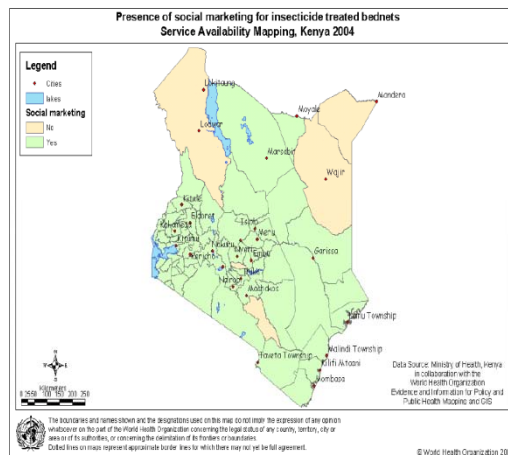 Presence of social marketing for insecticide treated bednets
Service Availability Mapping, Kenya 2004
Legend
Cities
lakes
Social marketing
No
Yes
Lokitaung
Mandera
Moyale
Lodwar
Marsabit
Wajir
Kitale
Eldoret
Kakamega
Isiolo
Meru
Kisumu
Nakuru
Nyeri
Embu
Garissa
Kericho
Thika
Nairobi
Machakos
Lamu Township
Malindi Township
Taveta Township
Kilifi Mtaani
Mombasa
Kilometers
0 25 50 100 150 200 250
Data Source: Ministry of Health, Kenya
in collaboration with the
World Health Organization
Evidence and Information for Policy and
Public Health Mapping and GIS
The boundaries and names shown and the designations used on this map do not imply the expression of any opinion
whatsoever on the part of the World Health Organization concerning the legal status of any country, territory, city or
area or of its authorities, or concerning the delimitation of its frontiers or boundaries.
Dotted lines on maps represent approximate border lines for which there may not yet be full agreement.
© World Health Organization